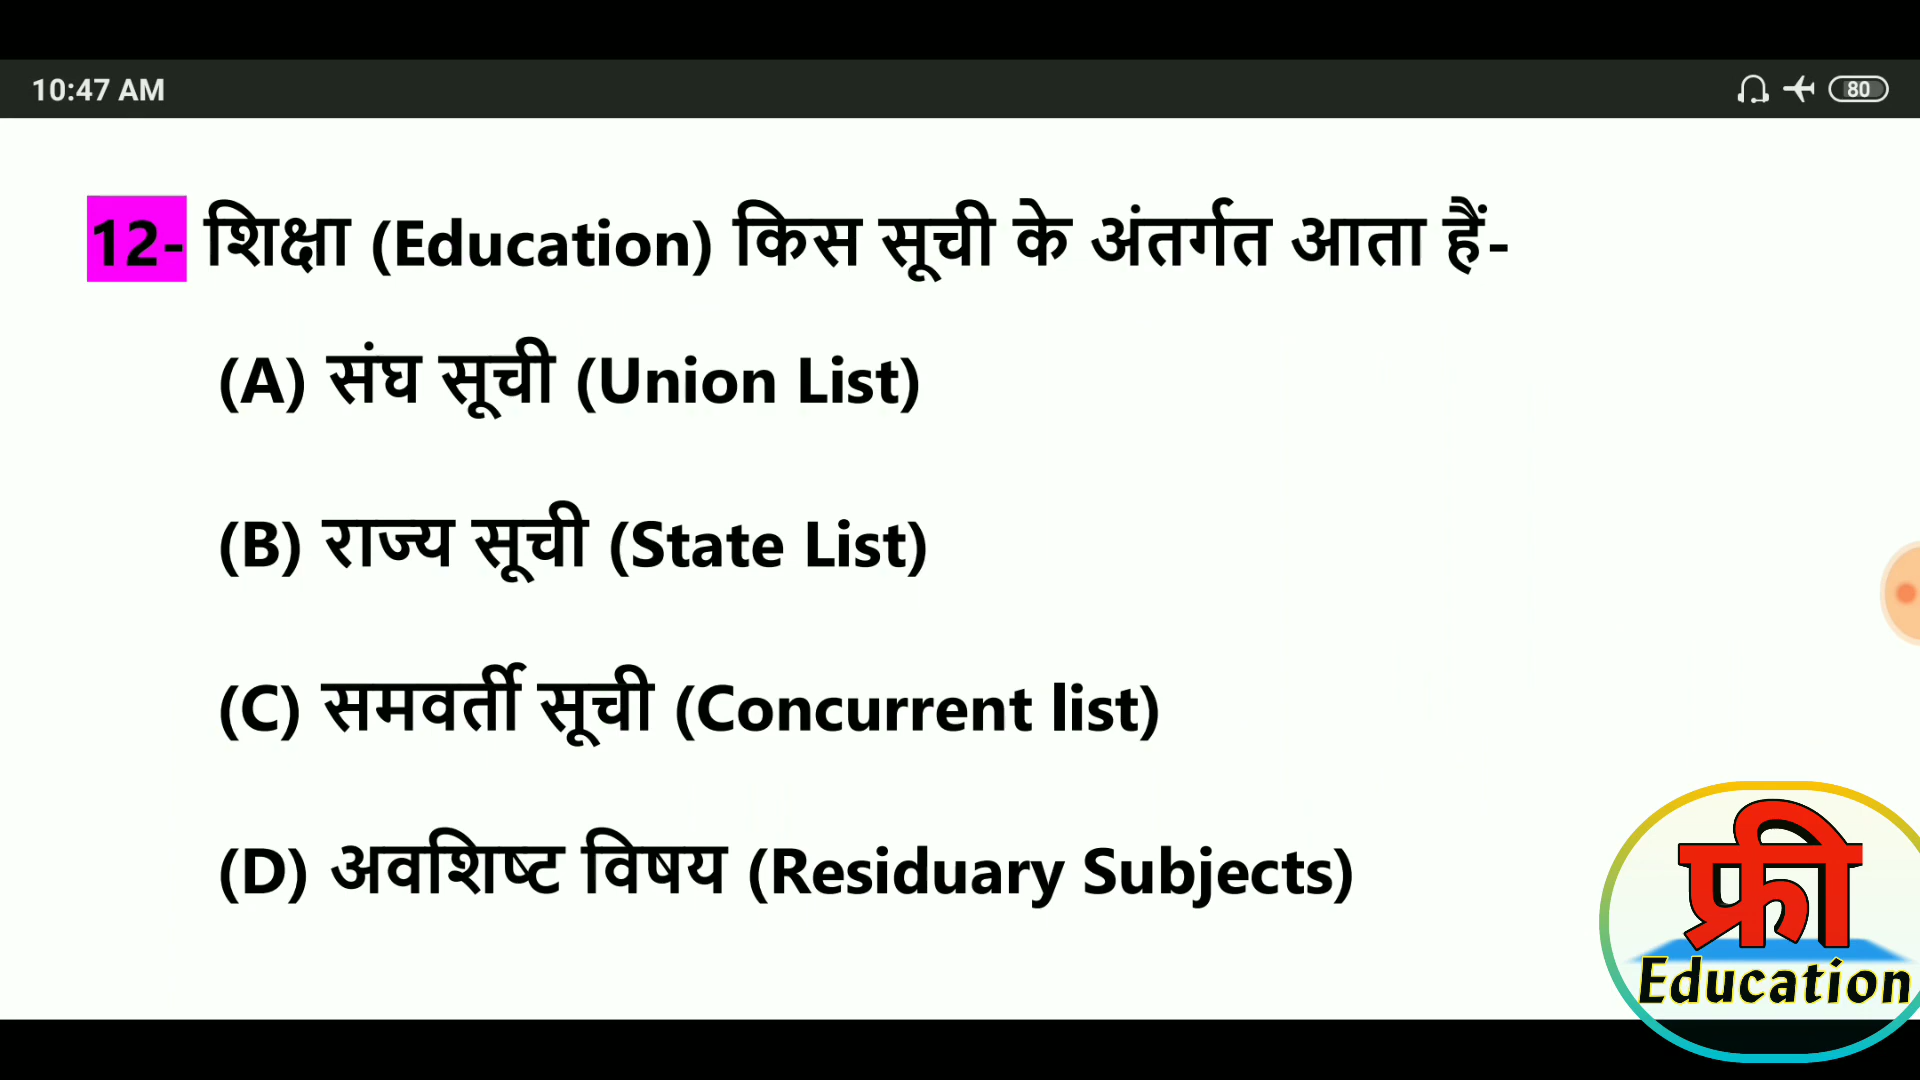 10:47 AM
80
12- शिक्षा (Education) किस सूची के अंतर्गत आता हैं-
(A) संघ सूची (Union List)
(B) राज्य सूची (State List)
(C) समवर्ती सूची (Concurrent list)
(D) अवशिष्ट विषय (Residuary Subjects)
फ्री
Education